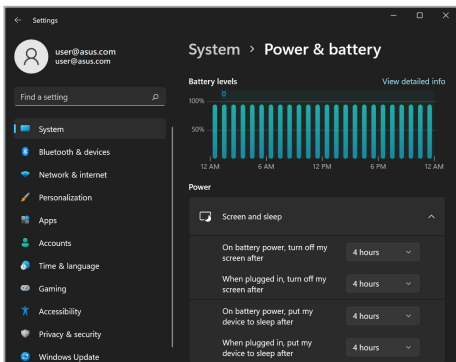 Settings
user@asus.com
user@asus.com
Find a setting
System
Bluetooth & devices
Network & internet
Personalization
Apps
Accounts
Time & language
Gaming
Accessibility
Privacy & security
Windows Update
System > Power & battery
Battery levels
View detailed info
100%
50%
12 AM 6 AM 12 PM 6 PM 12 AM
Power
Screen and sleep
On battery power, turn off my
screen after
4 hours
When plugged in, turn off my
screen after
4 hours
On battery power, put my
device to sleep after
4 hours
When plugged in, put my
device to sleep after
4 hours